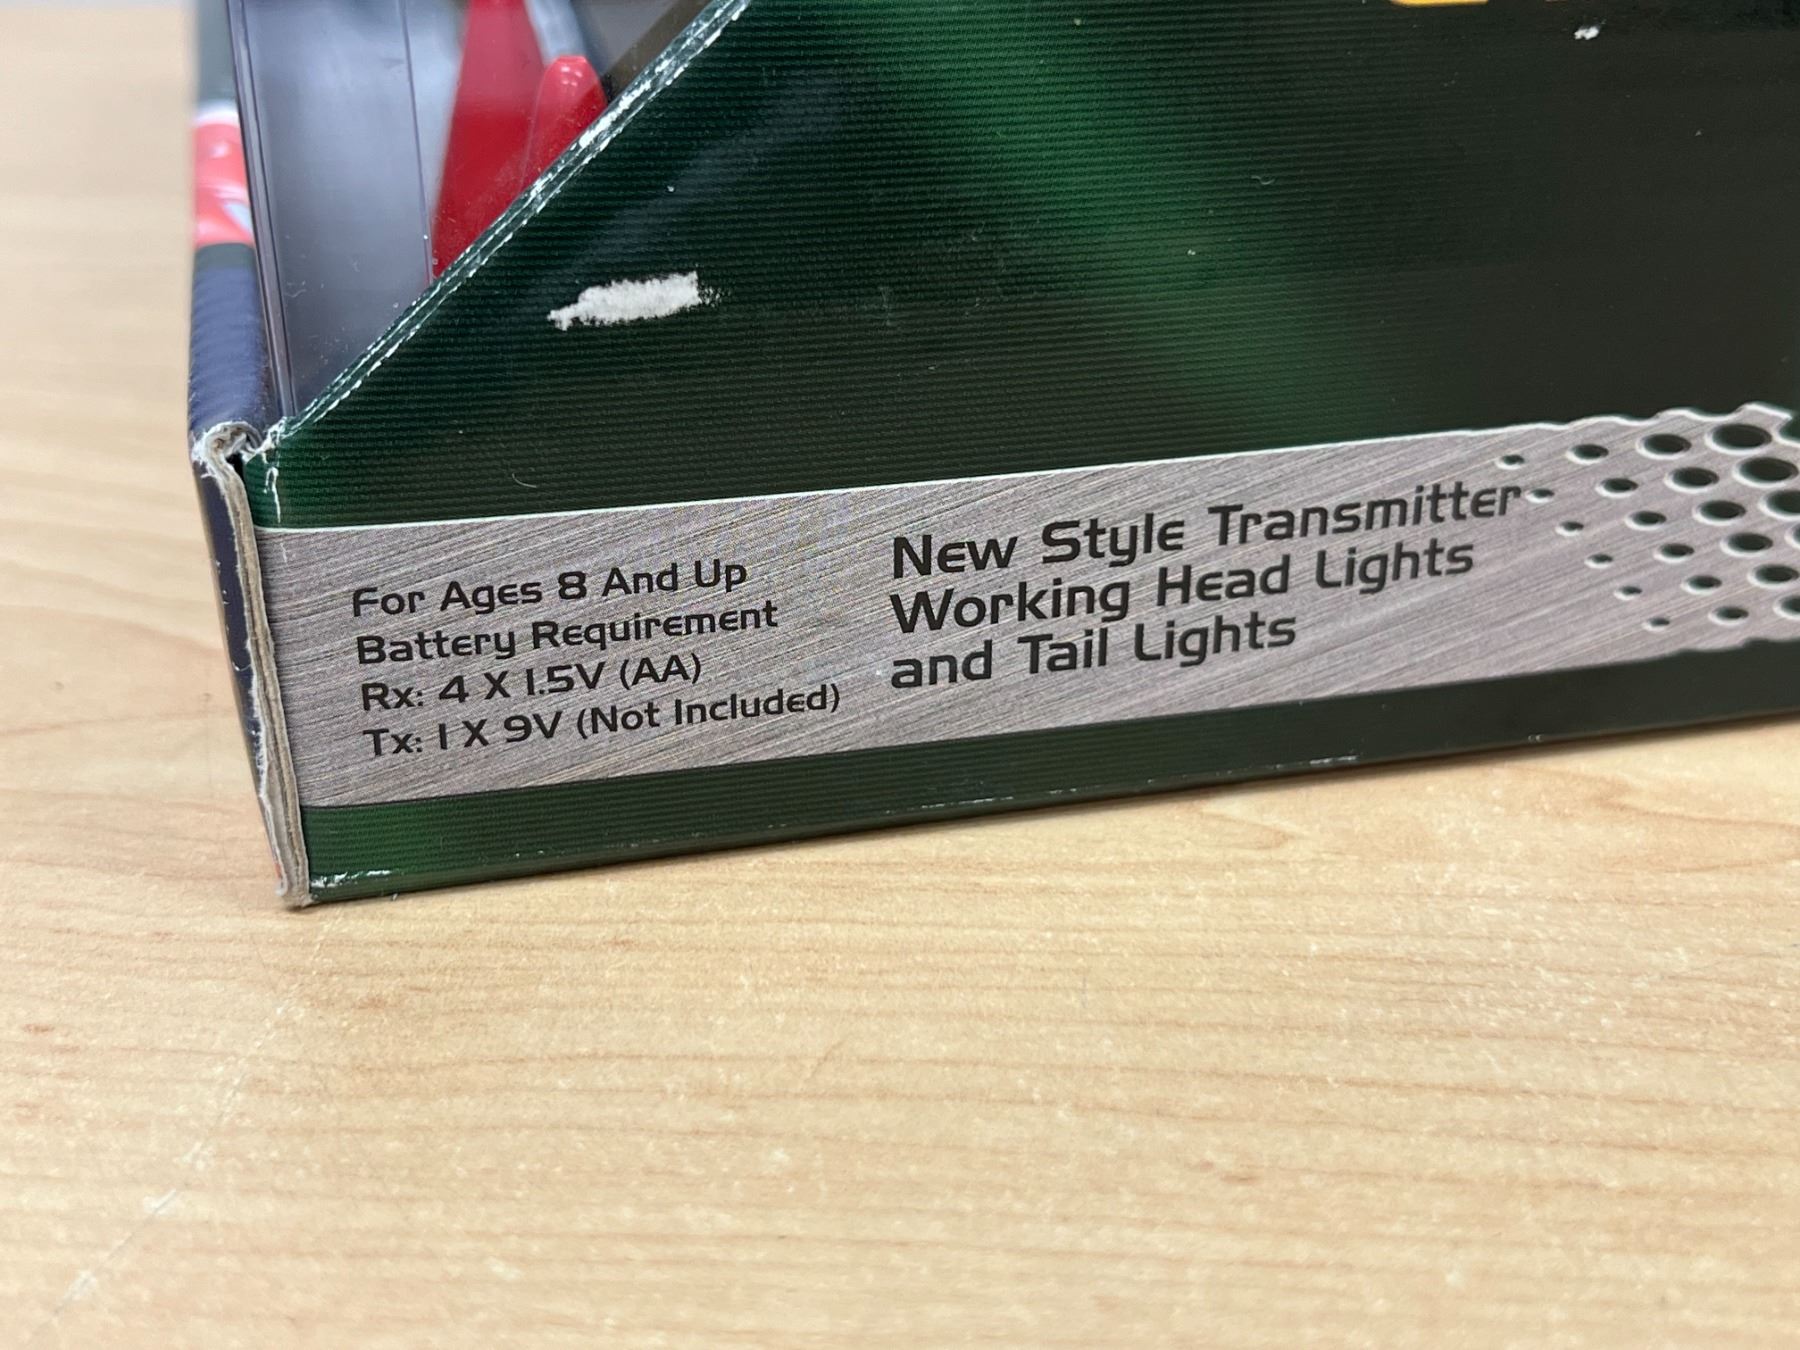 For Ages 8 And Up
Battery Requirement
Rx: 4 X 1.5V (AA)
Tx: 1 X 9V (Not Included)
New Style Transmitter
Working Head Lights
and Tail Lights